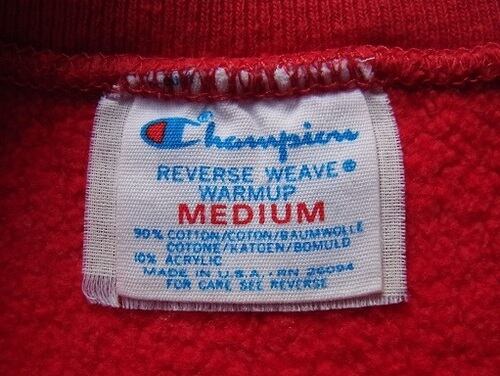 Champion
REVERSE WEAVE ®
WARMUP
MEDIUM
90% COTTON/COTON/BAUMWOLLE
COTONE/KATOEN/BOMULD
10% ACRYLIC
MADE IN U.S.A. RN 26094
FOR CARE SEE REVERSE